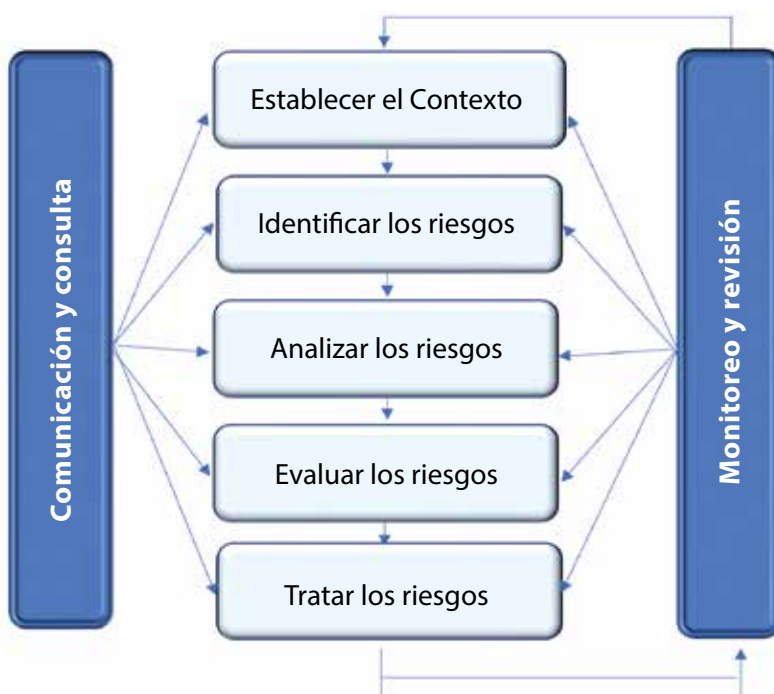 Comunicación y consulta
Establecer el Contexto
Identificar los riesgos
Analizar los riesgos
Evaluar los riesgos
Tratar los riesgos
Monitoreo y revisión